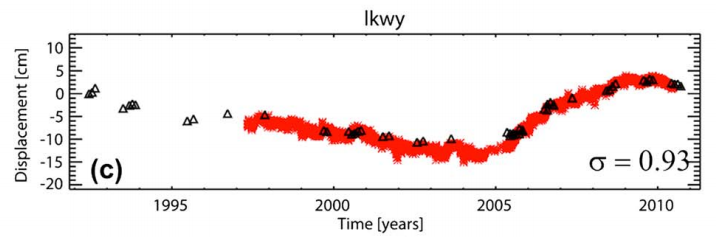 lkwy
Displacement [cm]
10
5
0
-5
-10
-15
-20
(c)
σ = 0.93
1995
2000
2005
2010
Time [years]